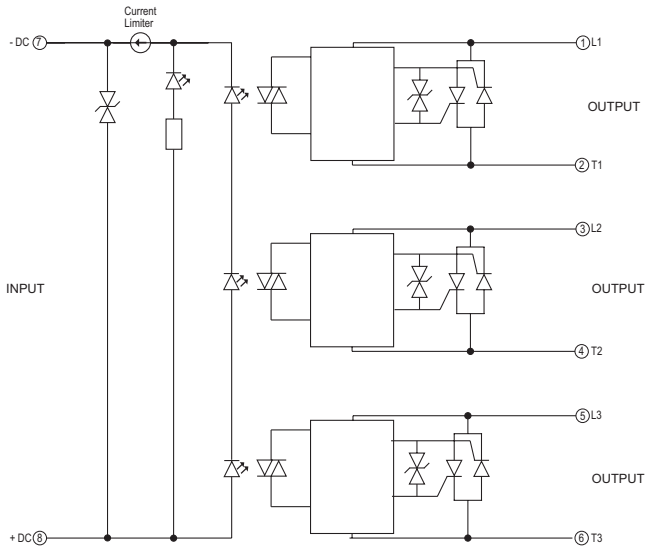 Current
Limiter
- DC 7
1 L1
OUTPUT
2 T1
3 L2
INPUT
OUTPUT
4 T2
5 L3
OUTPUT
+ DC 8
6 T3